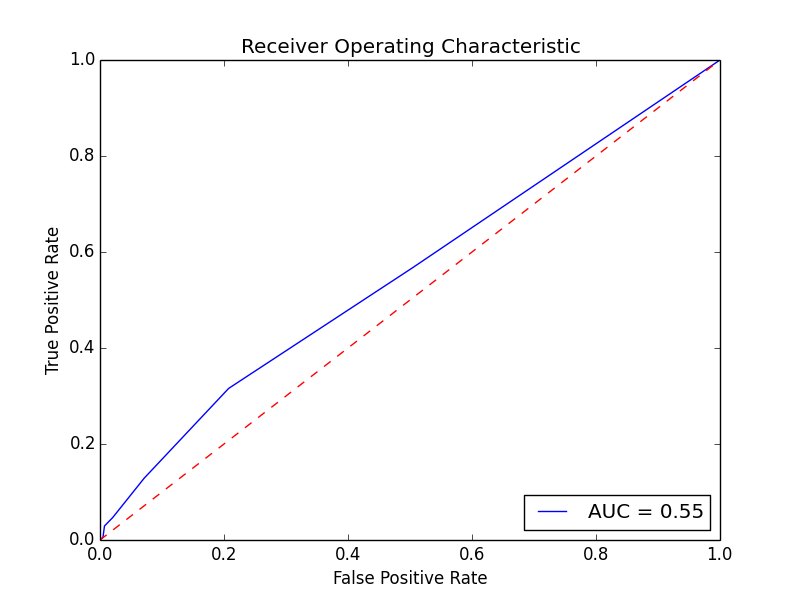 Receiver Operating Characteristic
1.0
0.8
0.6
0.4
0.2
0.0
True Positive Rate
AUC = 0.55
0.0 0.2 0.4 0.6 0.8 1.0
False Positive Rate